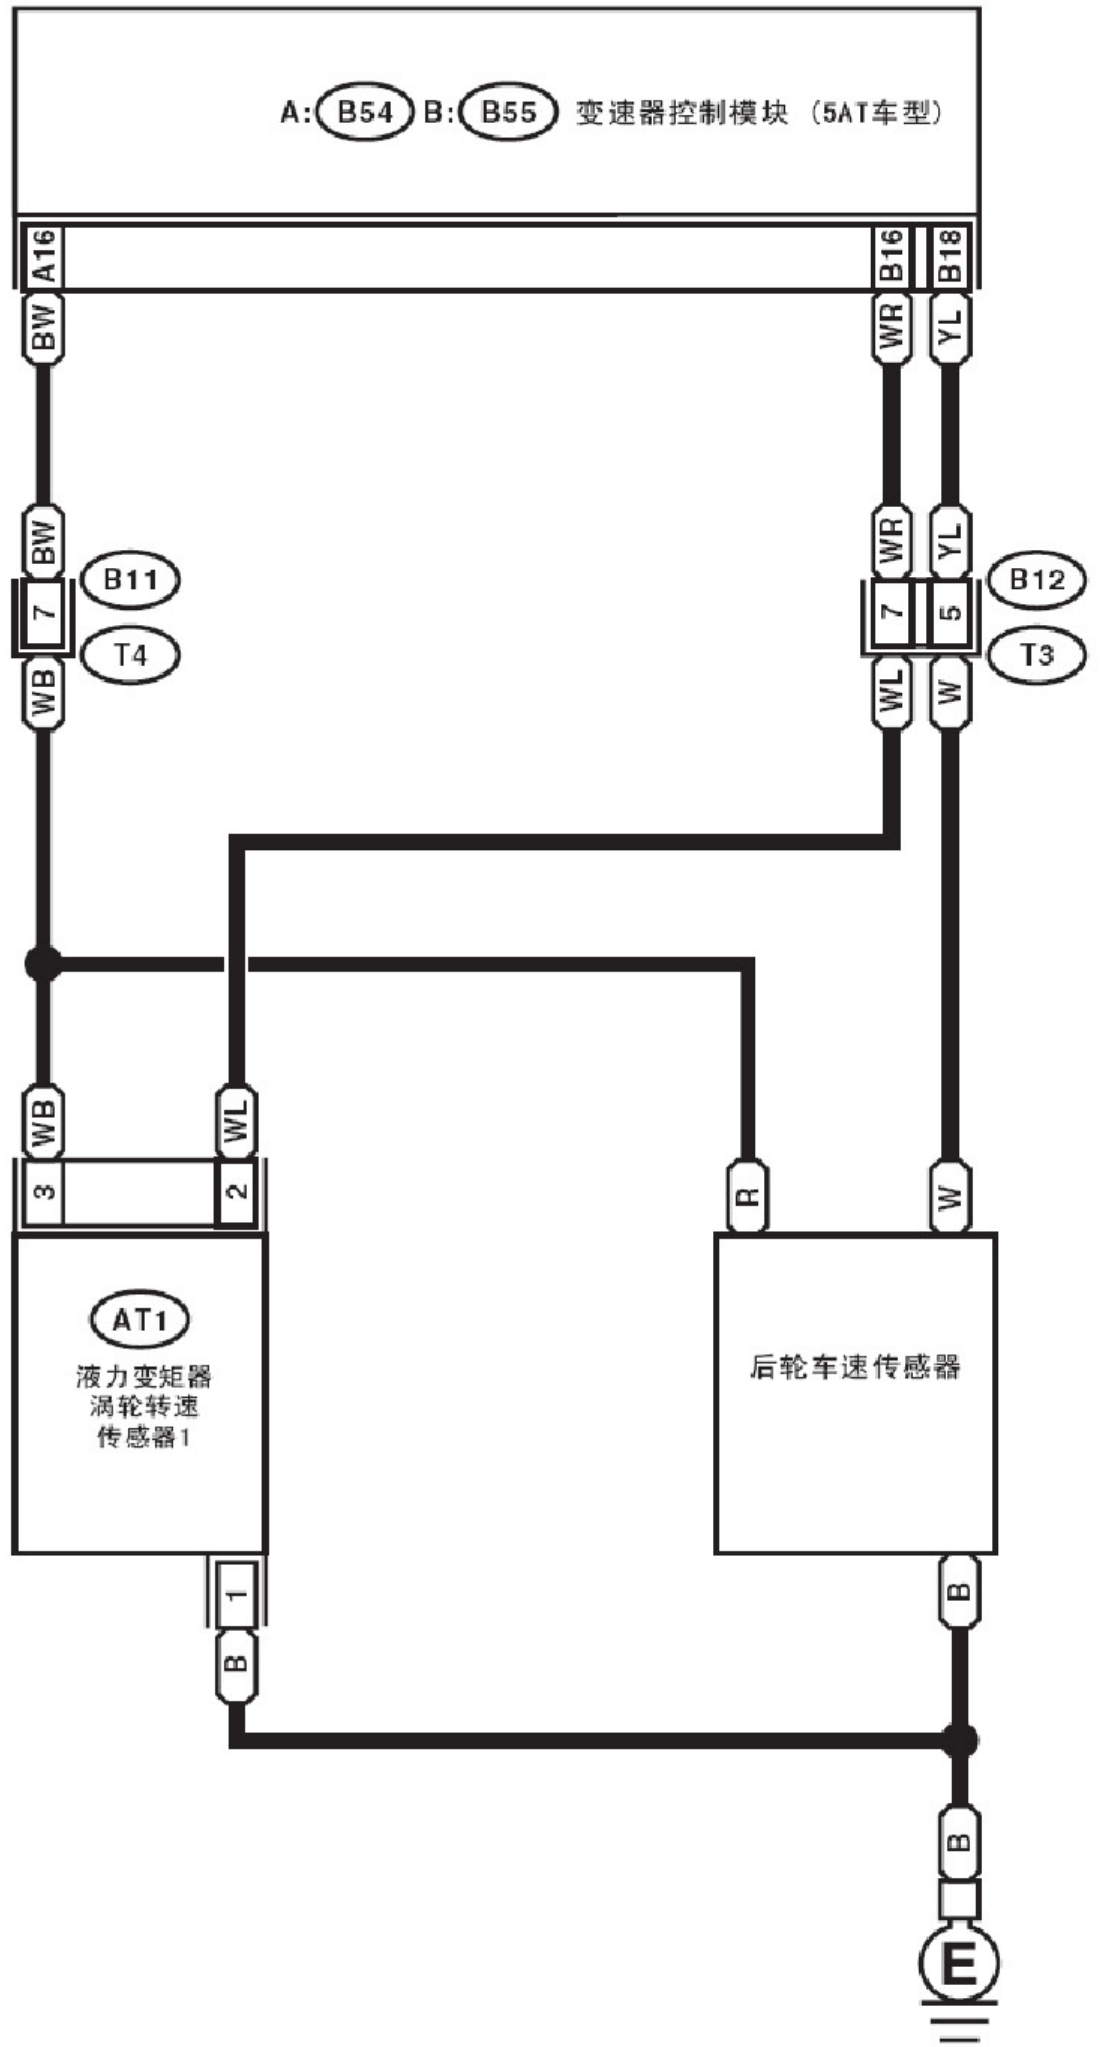 A: B54 B: B55 变速器控制模块 (5AT车型)
A16 B16 B18
BW WR YL
BW WR YL
B11 B12
7 7 5
T4 T3
WB WL W
WB WL
3 2
R W
AT1
液力变矩器
涡轮转速
传感器1
后轮车速传感器
1 B
B
B
E